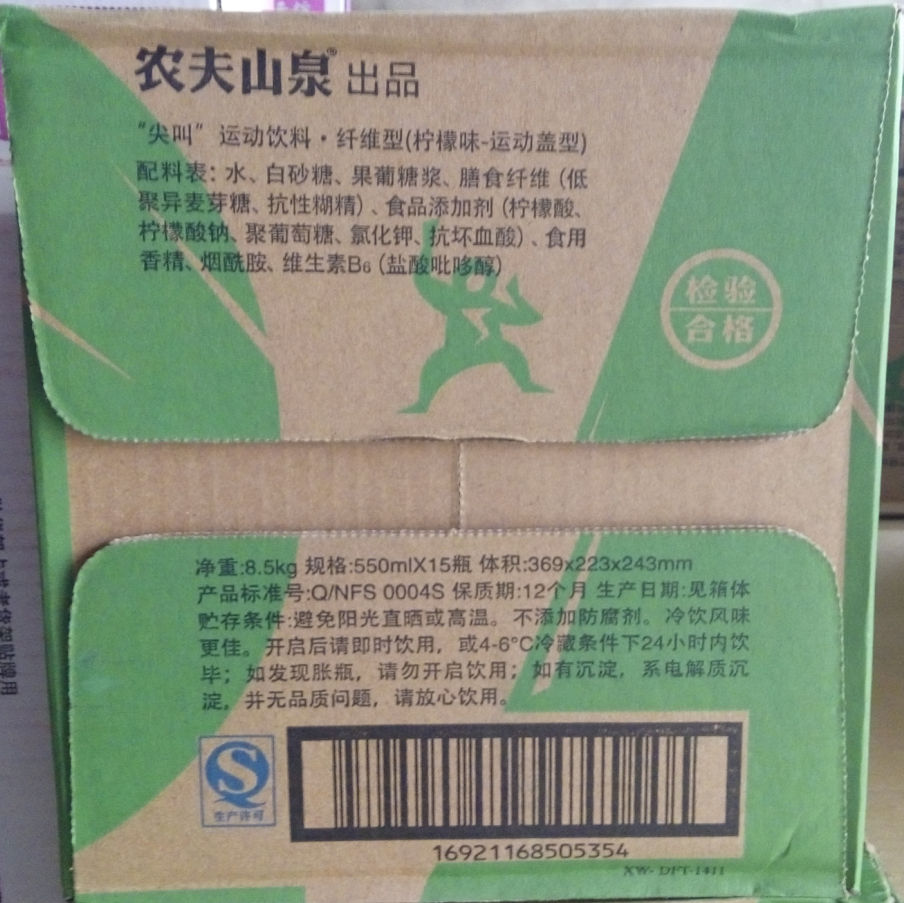 农夫山泉® 出品
“尖叫” 运动饮料·纤维型(柠檬味-运动盖型)
配料表：水、白砂糖、果葡糖浆、膳食纤维（低
聚异麦芽糖、抗性糊精）、食品添加剂（柠檬酸、
柠檬酸钠、聚葡萄糖、氯化钾、抗坏血酸）、食用
香精、烟酰胺、维生素B₆（盐酸吡哆醇）
检验
合格
净重:8.5kg 规格:550mlX15瓶 体积:369x223x243mm
产品标准号:Q/NFS 0004S 保质期:12个月 生产日期:见箱体
贮存条件:避免阳光直晒或高温。不添加防腐剂。冷饮风味
更佳。开启后请即时饮用，或4-6°C冷藏条件下24小时内饮
毕；如发现胀瓶，请勿开启饮用；如有沉淀，系电解质沉
淀，并无品质问题，请放心饮用。
生产许可
16921168505354
XW- DFT-1411